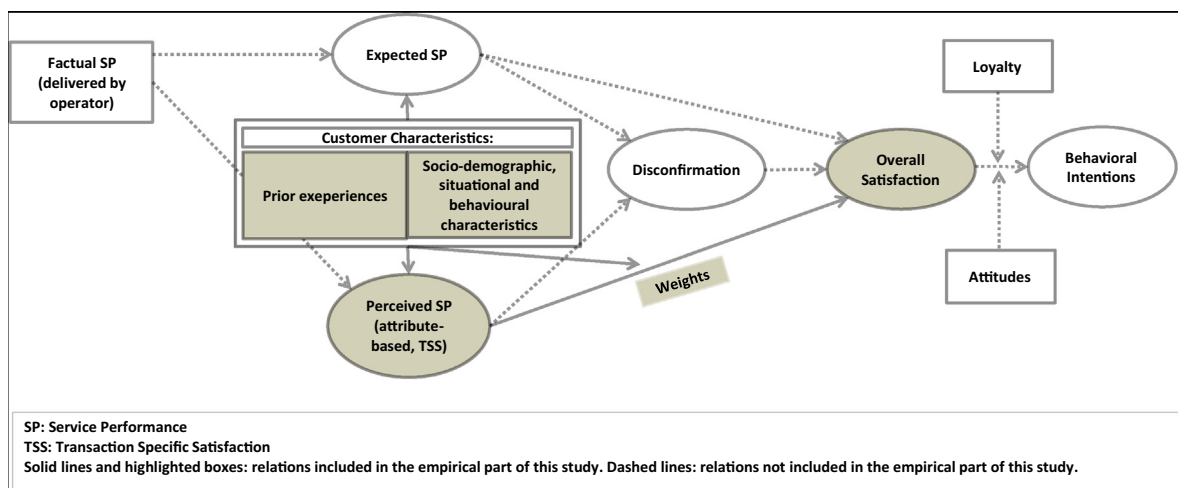 Factual SP
(delivered by
operator)
Expected SP
Customer Characteristics:
Prior exeperiences
Socio-demographic,
situational and
behavioural
characteristics
Perceived SP
(attribute-
based, TSS)
Disconfirmation
Weights
Overall
Satisfaction
Loyalty
Behavioral
Intentions
Attitudes
SP: Service Performance
TSS: Transaction Specific Satisfaction
Solid lines and highlighted boxes: relations included in the empirical part of this study. Dashed lines: relations not included in the empirical part of this study.